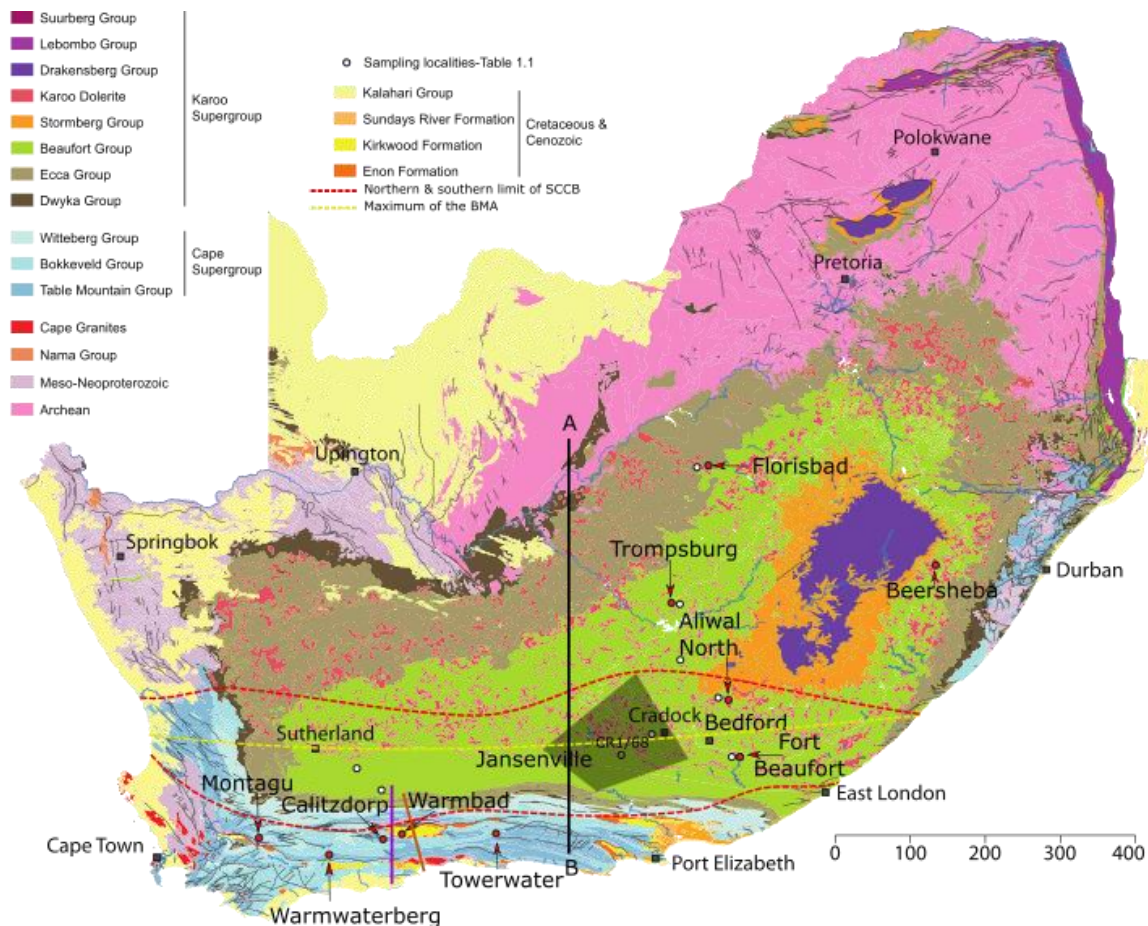 Suurberg Group
Lebombo Group
Drakensberg Group
Karoo Dolerite
Stormberg Group
Beaufort Group
Ecca Group
Dwyka Group
Karoo
Supergroup
Witteberg Group
Bokkeveld Group
Table Mountain Group
Cape
Supergroup
Cape Granites
Nama Group
Meso-Neoproterozoic
Archean
Sampling localities-Table 1.1
Kalahari Group
Sundays River Formation
Kirkwood Formation
Enon Formation
Cretaceous &
Cenozoic
Northern & southern limit of SCCB
Maximum of the BMA
Polokwane
Pretoria
A
Upington
Florisbad
Springbok
Trompsburg
Durban
Beersheba
Aliwal
North
Cradock
Bedford
Sutherland
CR1/68
Jansenville
Fort
Beaufort
Montagu
Calitzdorp
Warmbad
East London
Cape Town
B
Port Elizabeth
Towerwater
Warmwaterberg
0
100
200
300
400